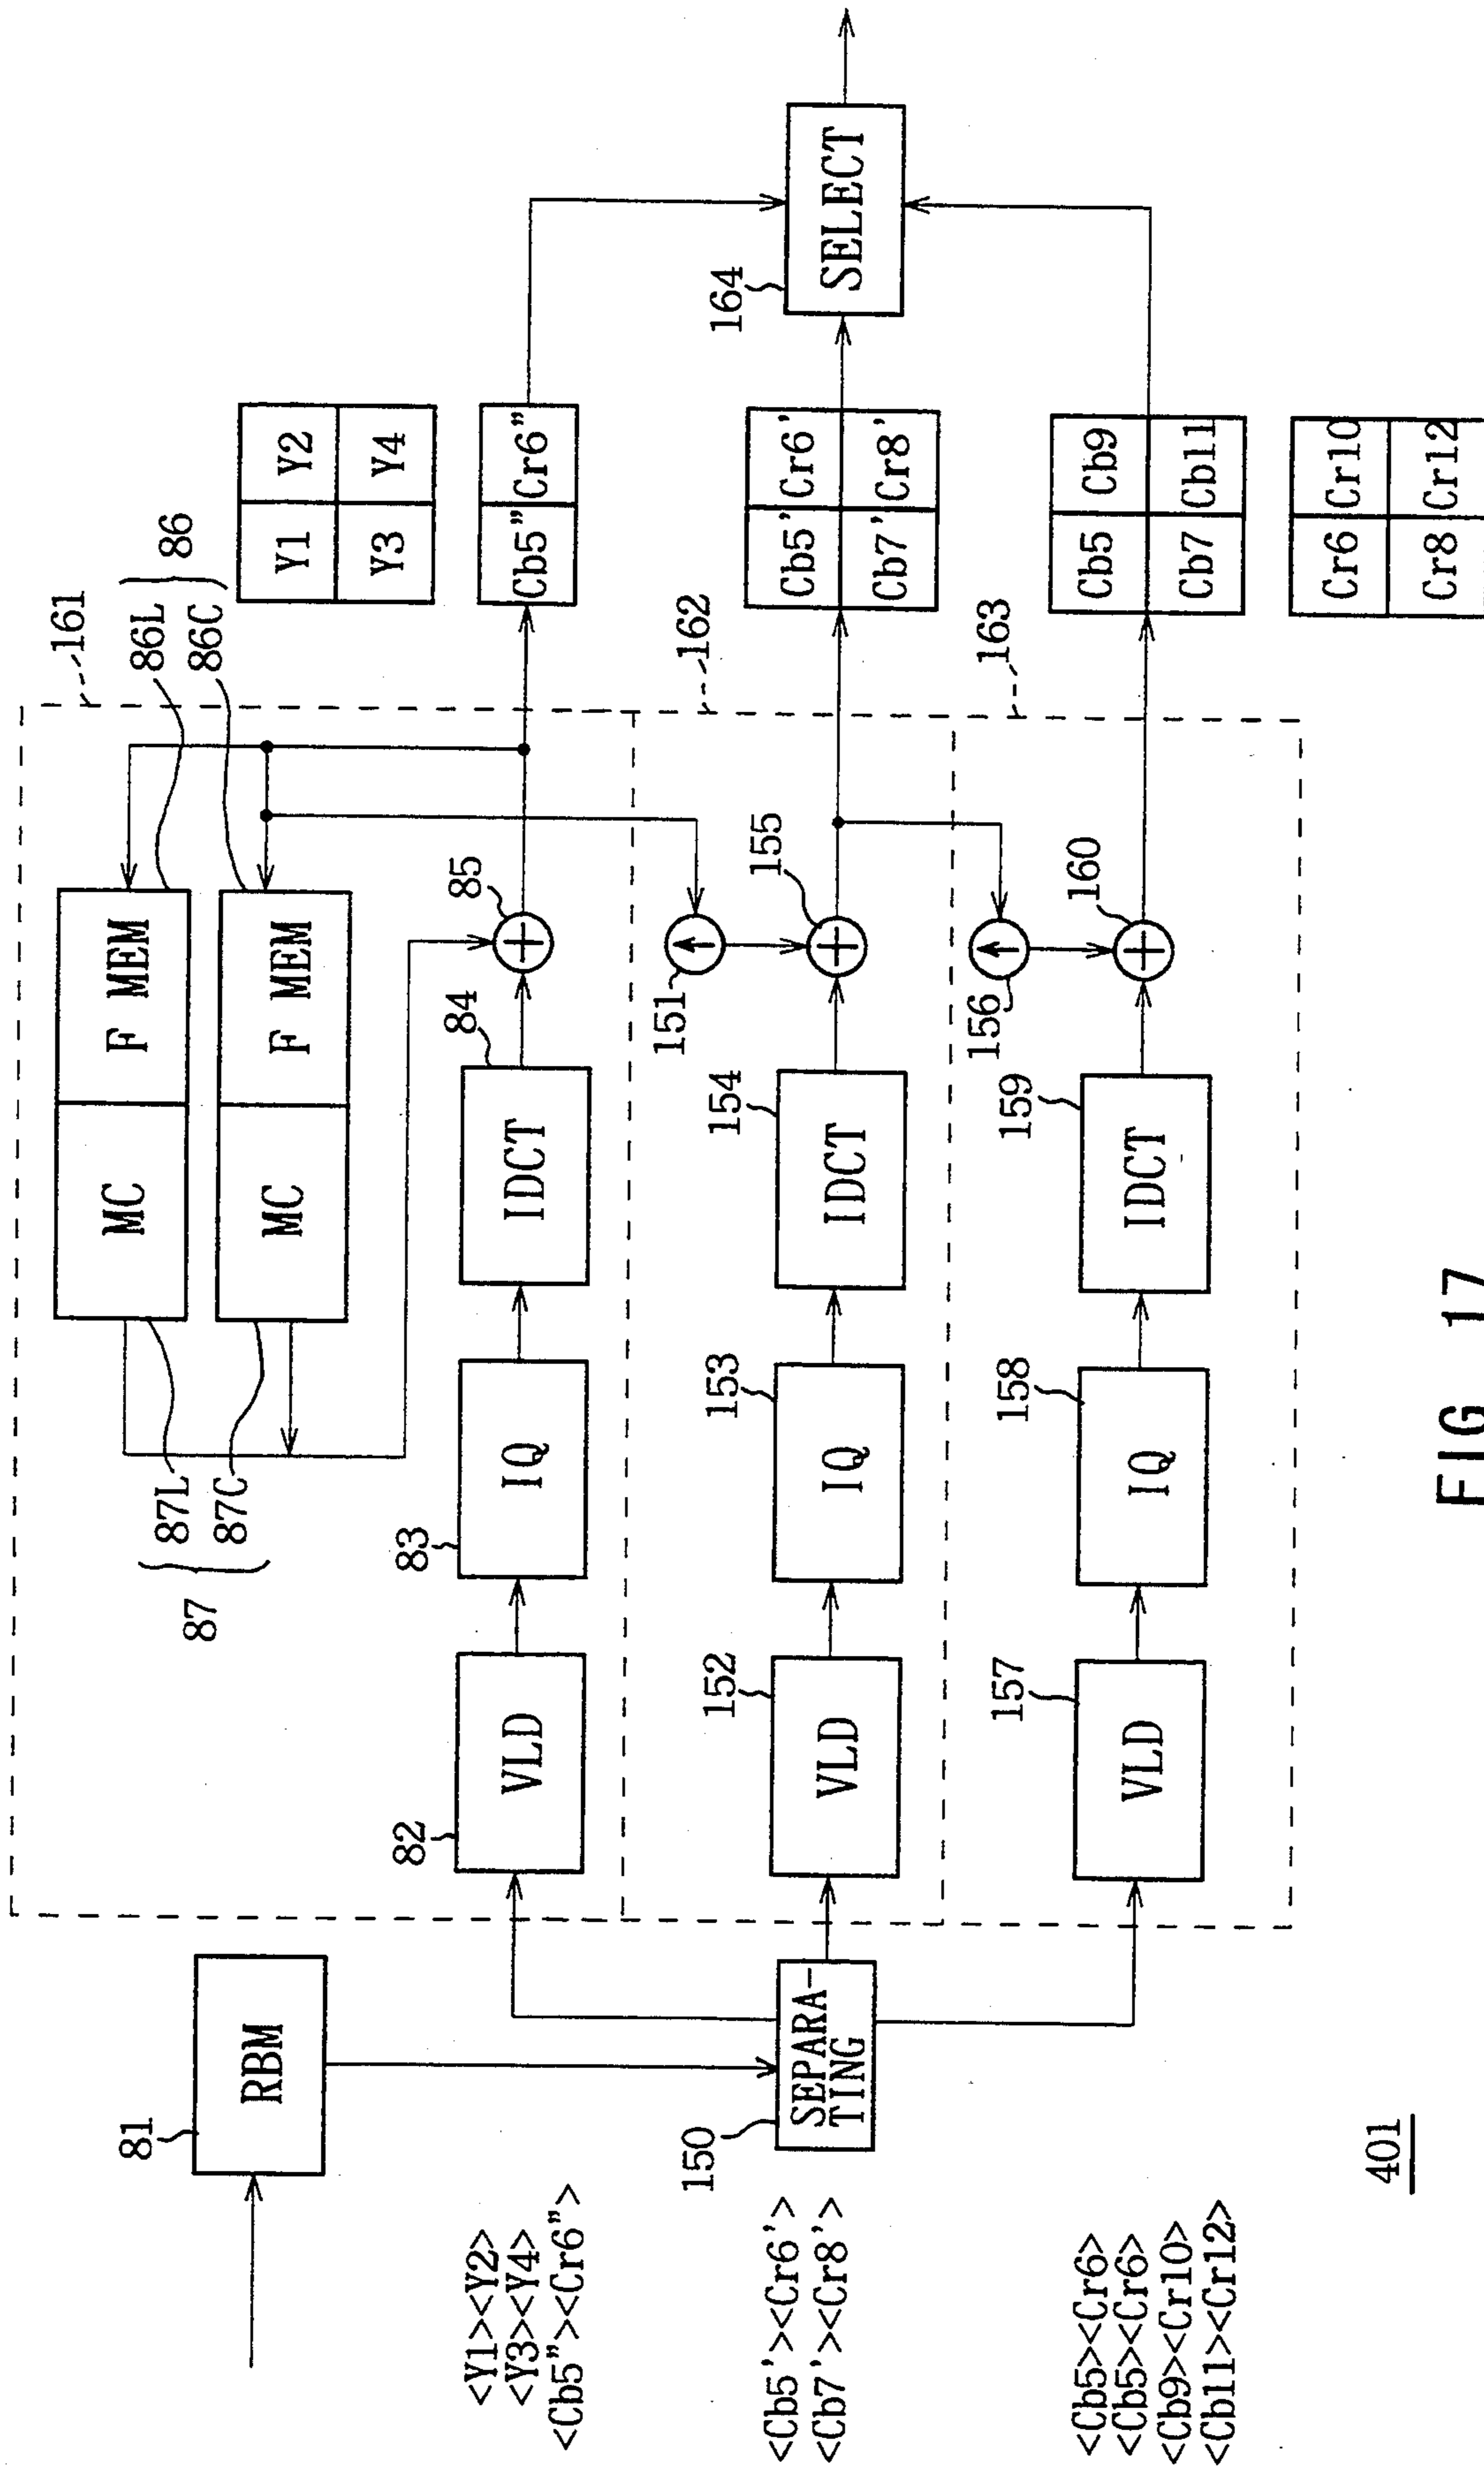 81
RBM
150
SEPARA-
TING
<Y1><Y2>
<Y3><Y4>
<Cb5"><Cr6">
<Cb5'><Cr6'>
<Cb7'><Cr8'>
<Cb5><Cr6>
<Cb5><Cr6>
<Cb9><Cr10>
<Cb11><Cr12>
401
87
87L
87C
MC
F MEM
MC
F MEM
86L
86C
86
161
82
VLD
83
IQ
84
IDCT
85
Y1
Y2
Y3
Y4
Cb5"
Cr6"
152
VLD
153
IQ
154
IDCT
151
155
162
Cb5'
Cr6'
Cb7'
Cr8'
164
SELECT
157
VLD
158
IQ
159
IDCT
156
160
163
Cb5
Cb9
Cb7
Cb11
Cr6
Cr10
Cr8
Cr12
FIG 17